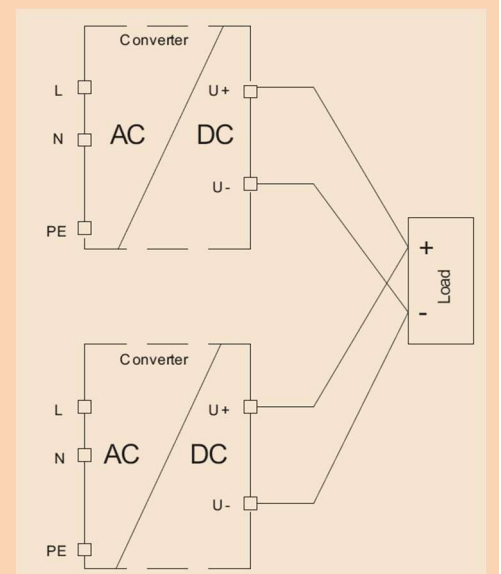 Converter
L
U+
N
AC
DC
U-
PE
+
Load
-
Converter
L
U+
N
AC
DC
U-
PE